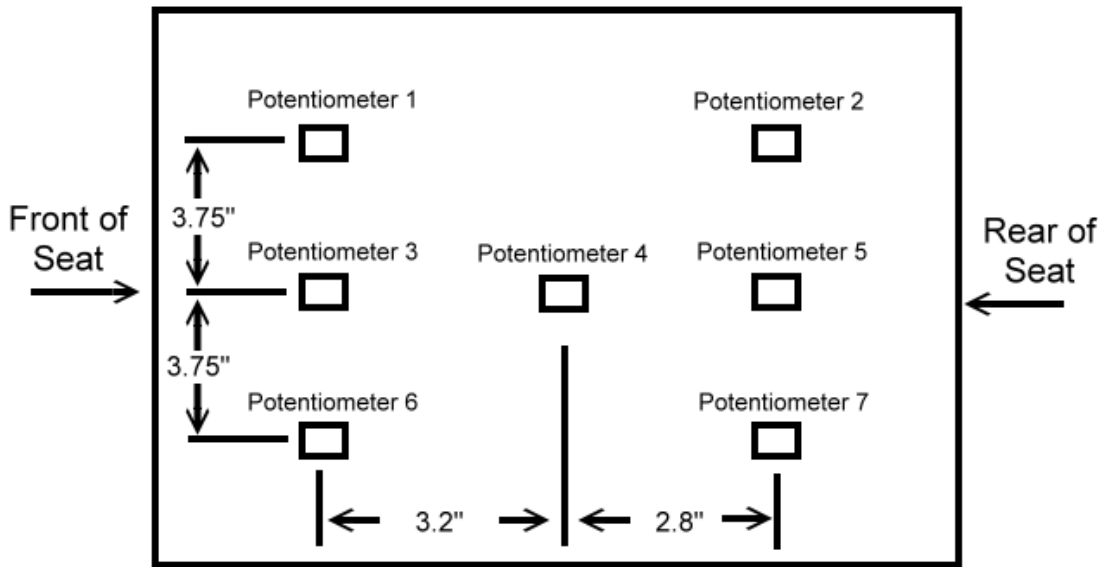 Potentiometer 1
Potentiometer 2
3.75"
Front of
Seat
Potentiometer 3
Potentiometer 4
Potentiometer 5
Rear of
Seat
3.75"
Potentiometer 6
Potentiometer 7
3.2"
2.8"